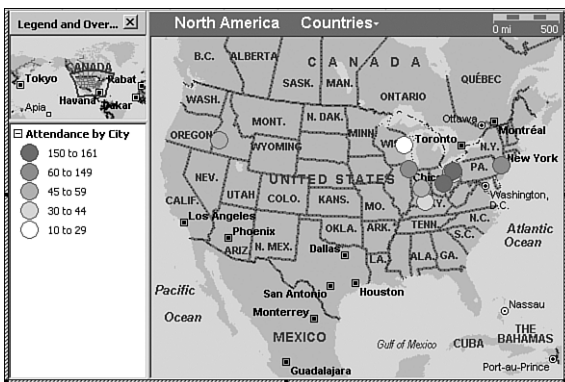 Legend and Over...
North America Countries
0 mi 500
CANADA
Tokyo
Rabat
Havana
Dakar
Apia
Attendance by City
150 to 161
60 to 149
45 to 59
30 to 44
10 to 29
B.C.
ALBERTA
CANADA
SASK.
MAN.
QUÉBEC
ONTARIO
WASH.
Ottawa
Montréal
MONT.
N. DAK.
MINN
OREGON
WI
Toronto
N.Y.
WYOMING
New York
PA.
UNITED STATES
Chic
NEV.
UTAH
COLO.
KANS.
MO.
Y.
Washington,
D.C.
CALIF.
Los Angeles
OKLA.
ARK.
TENN.
N.C.
S.C.
Atlantic
Ocean
Phoenix
ARIZ.
N. MEX.
Dallas
LA.
ALA.
GA.
Pacific
Ocean
San Antonio
Houston
Monterrey
Nassau
MEXICO
Gulf of Mexico
CUBA
THE
BAHAMAS
Port-au-Prince
Guadalajara